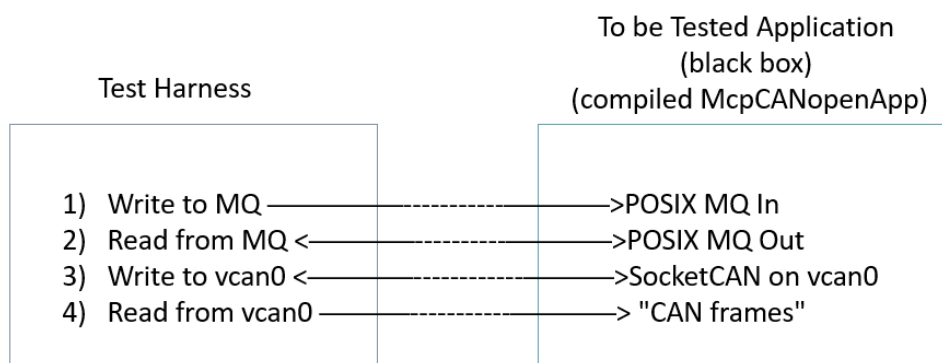 To be Tested Application
(black box)
Test Harness
(compiled McpCANopenApp)
1) Write to MQ ------------>POSIX MQ In
2) Read from MQ <------------>POSIX MQ Out
3) Write to vcan0 <------------>SocketCAN on vcan0
4) Read from vcan0 ------------> "CAN frames"